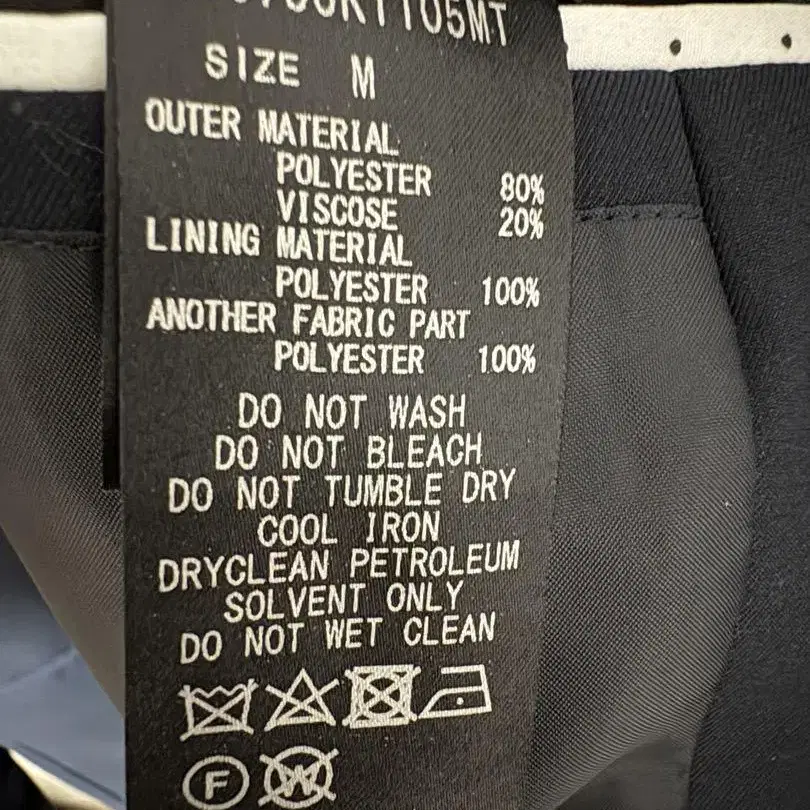 SIZE M
OUTER MATERIAL
POLYESTER 80%
VISCOSE 20%
LINING MATERIAL
POLYESTER 100%
ANOTHER FABRIC PART
POLYESTER 100%
DO NOT WASH
DO NOT BLEACH
DO NOT TUMBLE DRY
COOL IRON
DRYCLEAN PETROLEUM
SOLVENT ONLY
DO NOT WET CLEAN
F W